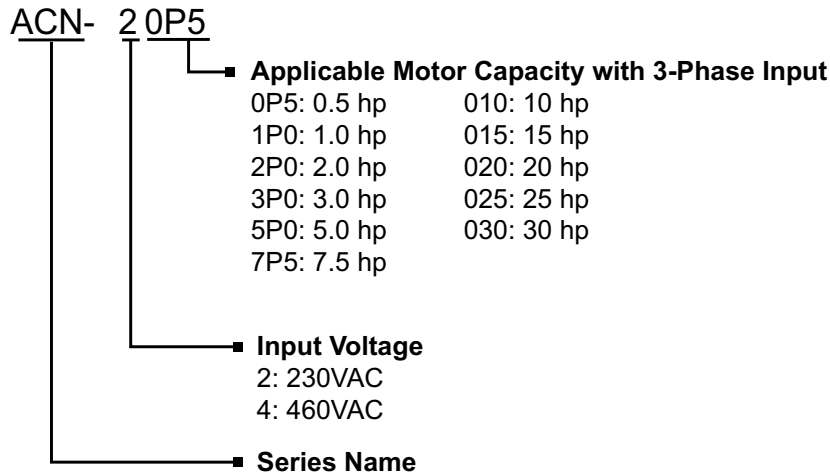 ACN- 2 0P5
Applicable Motor Capacity with 3-Phase Input
0P5: 0.5 hp 010: 10 hp
1P0: 1.0 hp 015: 15 hp
2P0: 2.0 hp 020: 20 hp
3P0: 3.0 hp 025: 25 hp
5P0: 5.0 hp 030: 30 hp
7P5: 7.5 hp
Input Voltage
2: 230VAC
4: 460VAC
Series Name